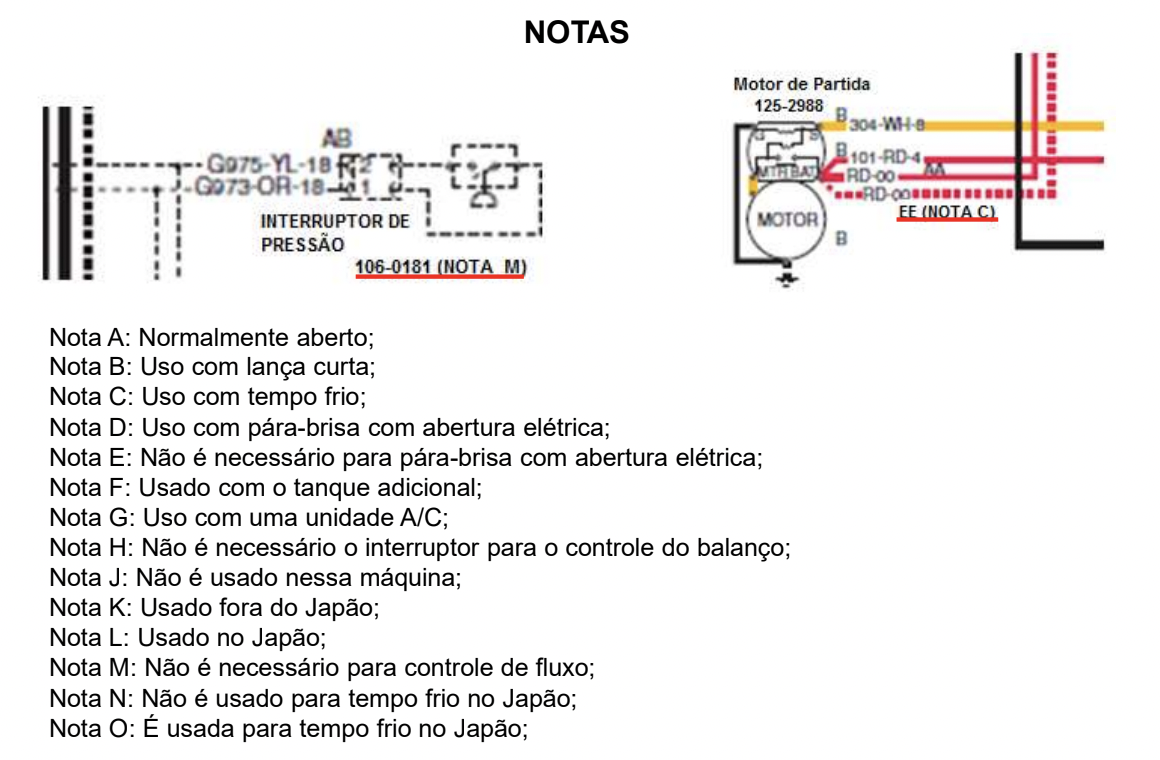 NOTAS
Motor de Partida
125-2988
B
304-WH-8
G S
B
101-RD-4
MTR BAT
RD-00
AA
RD-00
EE (NOTA C)
MOTOR
B
AB
G975-YL-18 2
G973-OR-18 1
INTERRUPTOR DE
PRESSÃO
106-0181 (NOTA M)
Nota A: Normalmente aberto;
Nota B: Uso com lança curta;
Nota C: Uso com tempo frio;
Nota D: Uso com pára-brisa com abertura elétrica;
Nota E: Não é necessário para pára-brisa com abertura elétrica;
Nota F: Usado com o tanque adicional;
Nota G: Uso com uma unidade A/C;
Nota H: Não é necessário o interruptor para o controle do balanço;
Nota J: Não é usado nessa máquina;
Nota K: Usado fora do Japão;
Nota L: Usado no Japão;
Nota M: Não é necessário para controle de fluxo;
Nota N: Não é usado para tempo frio no Japão;
Nota O: É usada para tempo frio no Japão;